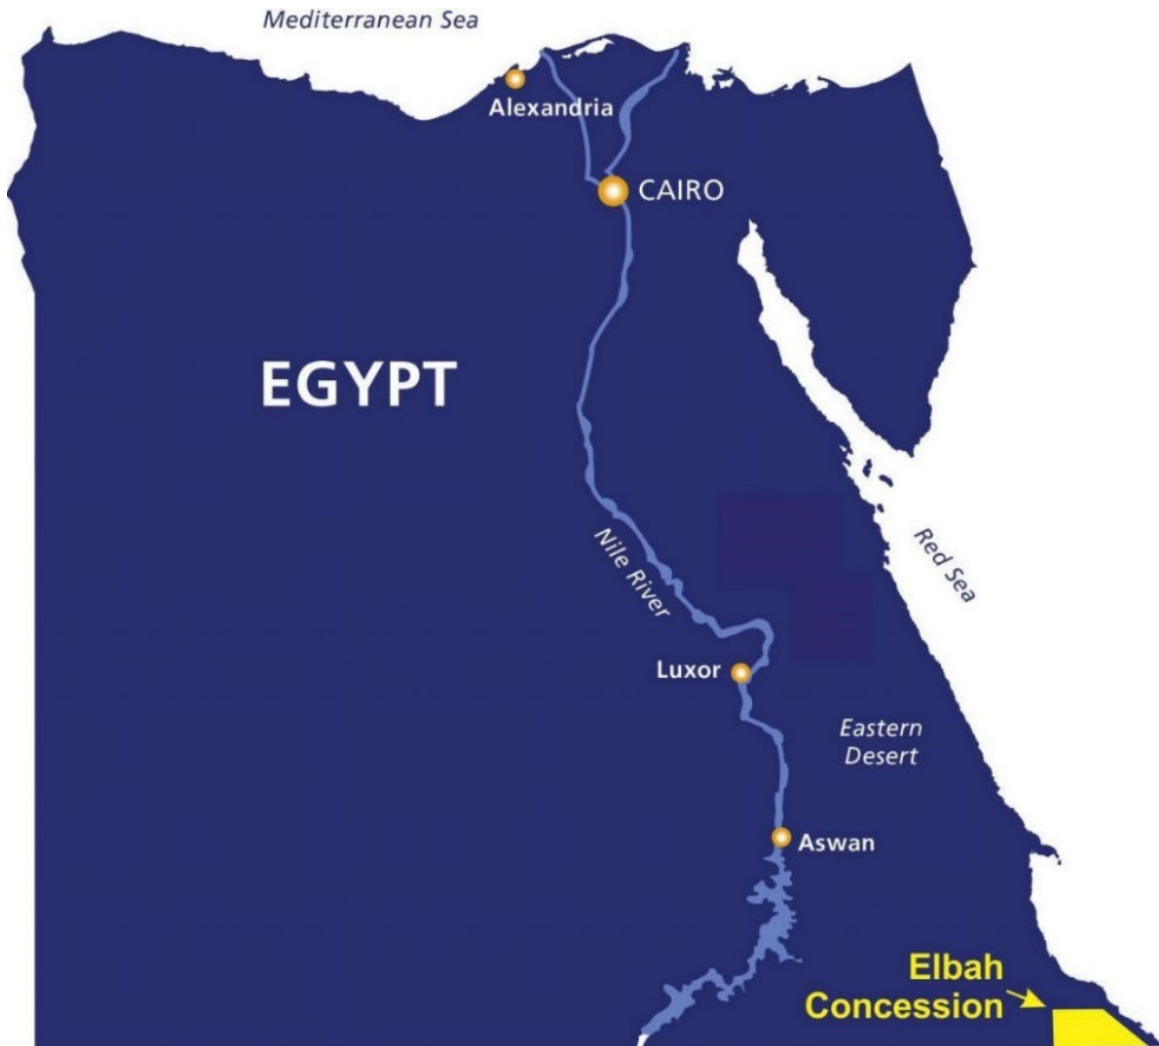 Mediterranean Sea
Alexandria
CAIRO
EGYPT
Nile River
Red Sea
Luxor
Eastern
Desert
Aswan
Elbah
Concession